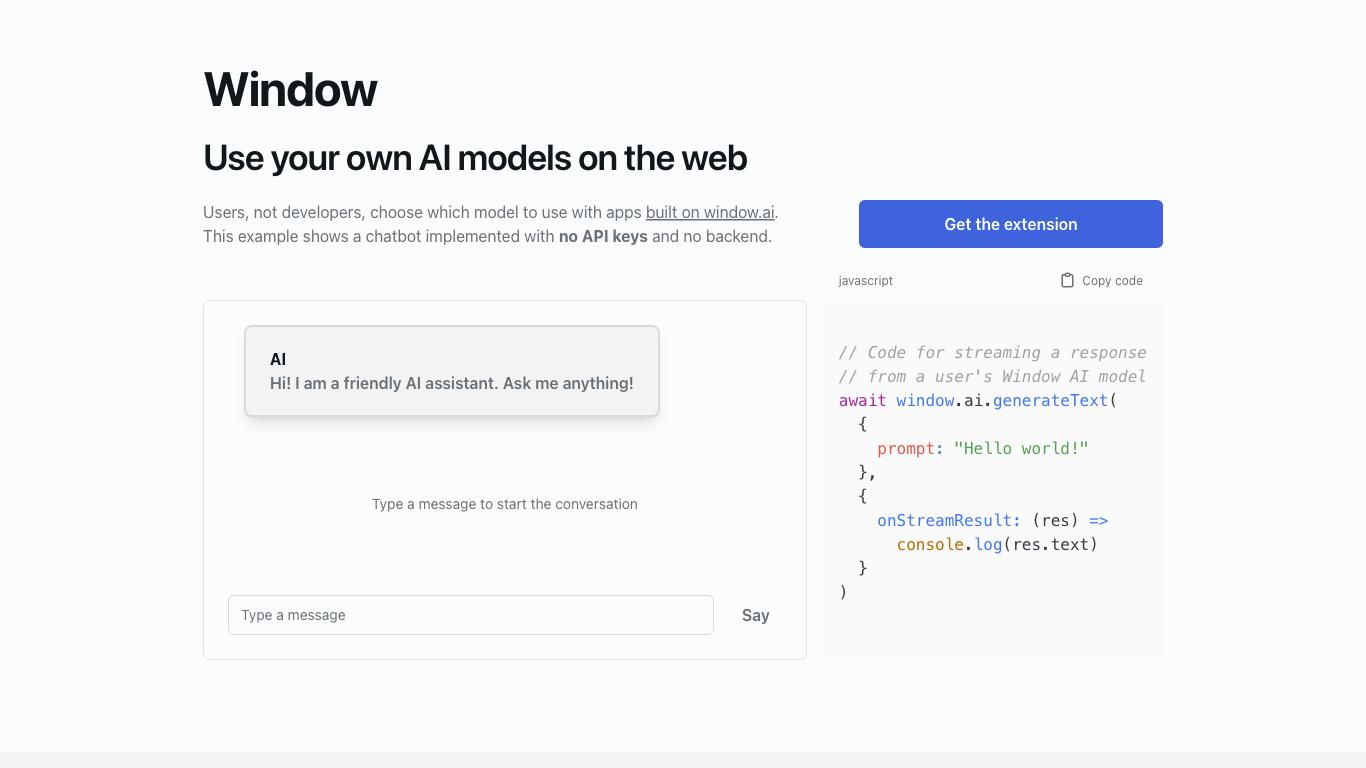 Window
Use your own AI models on the web
Users, not developers, choose which model to use with apps built on window.ai.
This example shows a chatbot implemented with no API keys and no backend.
Get the extension
AI
Hi! I am a friendly AI assistant. Ask me anything!
Type a message to start the conversation
Type a message
Say
javascript
Copy code
// Code for streaming a response
// from a user's Window AI model
await window.ai.generateText(
  {
    prompt: "Hello world!"
  },
  {
    onStreamResult: (res) =>
      console.log(res.text)
  }
)